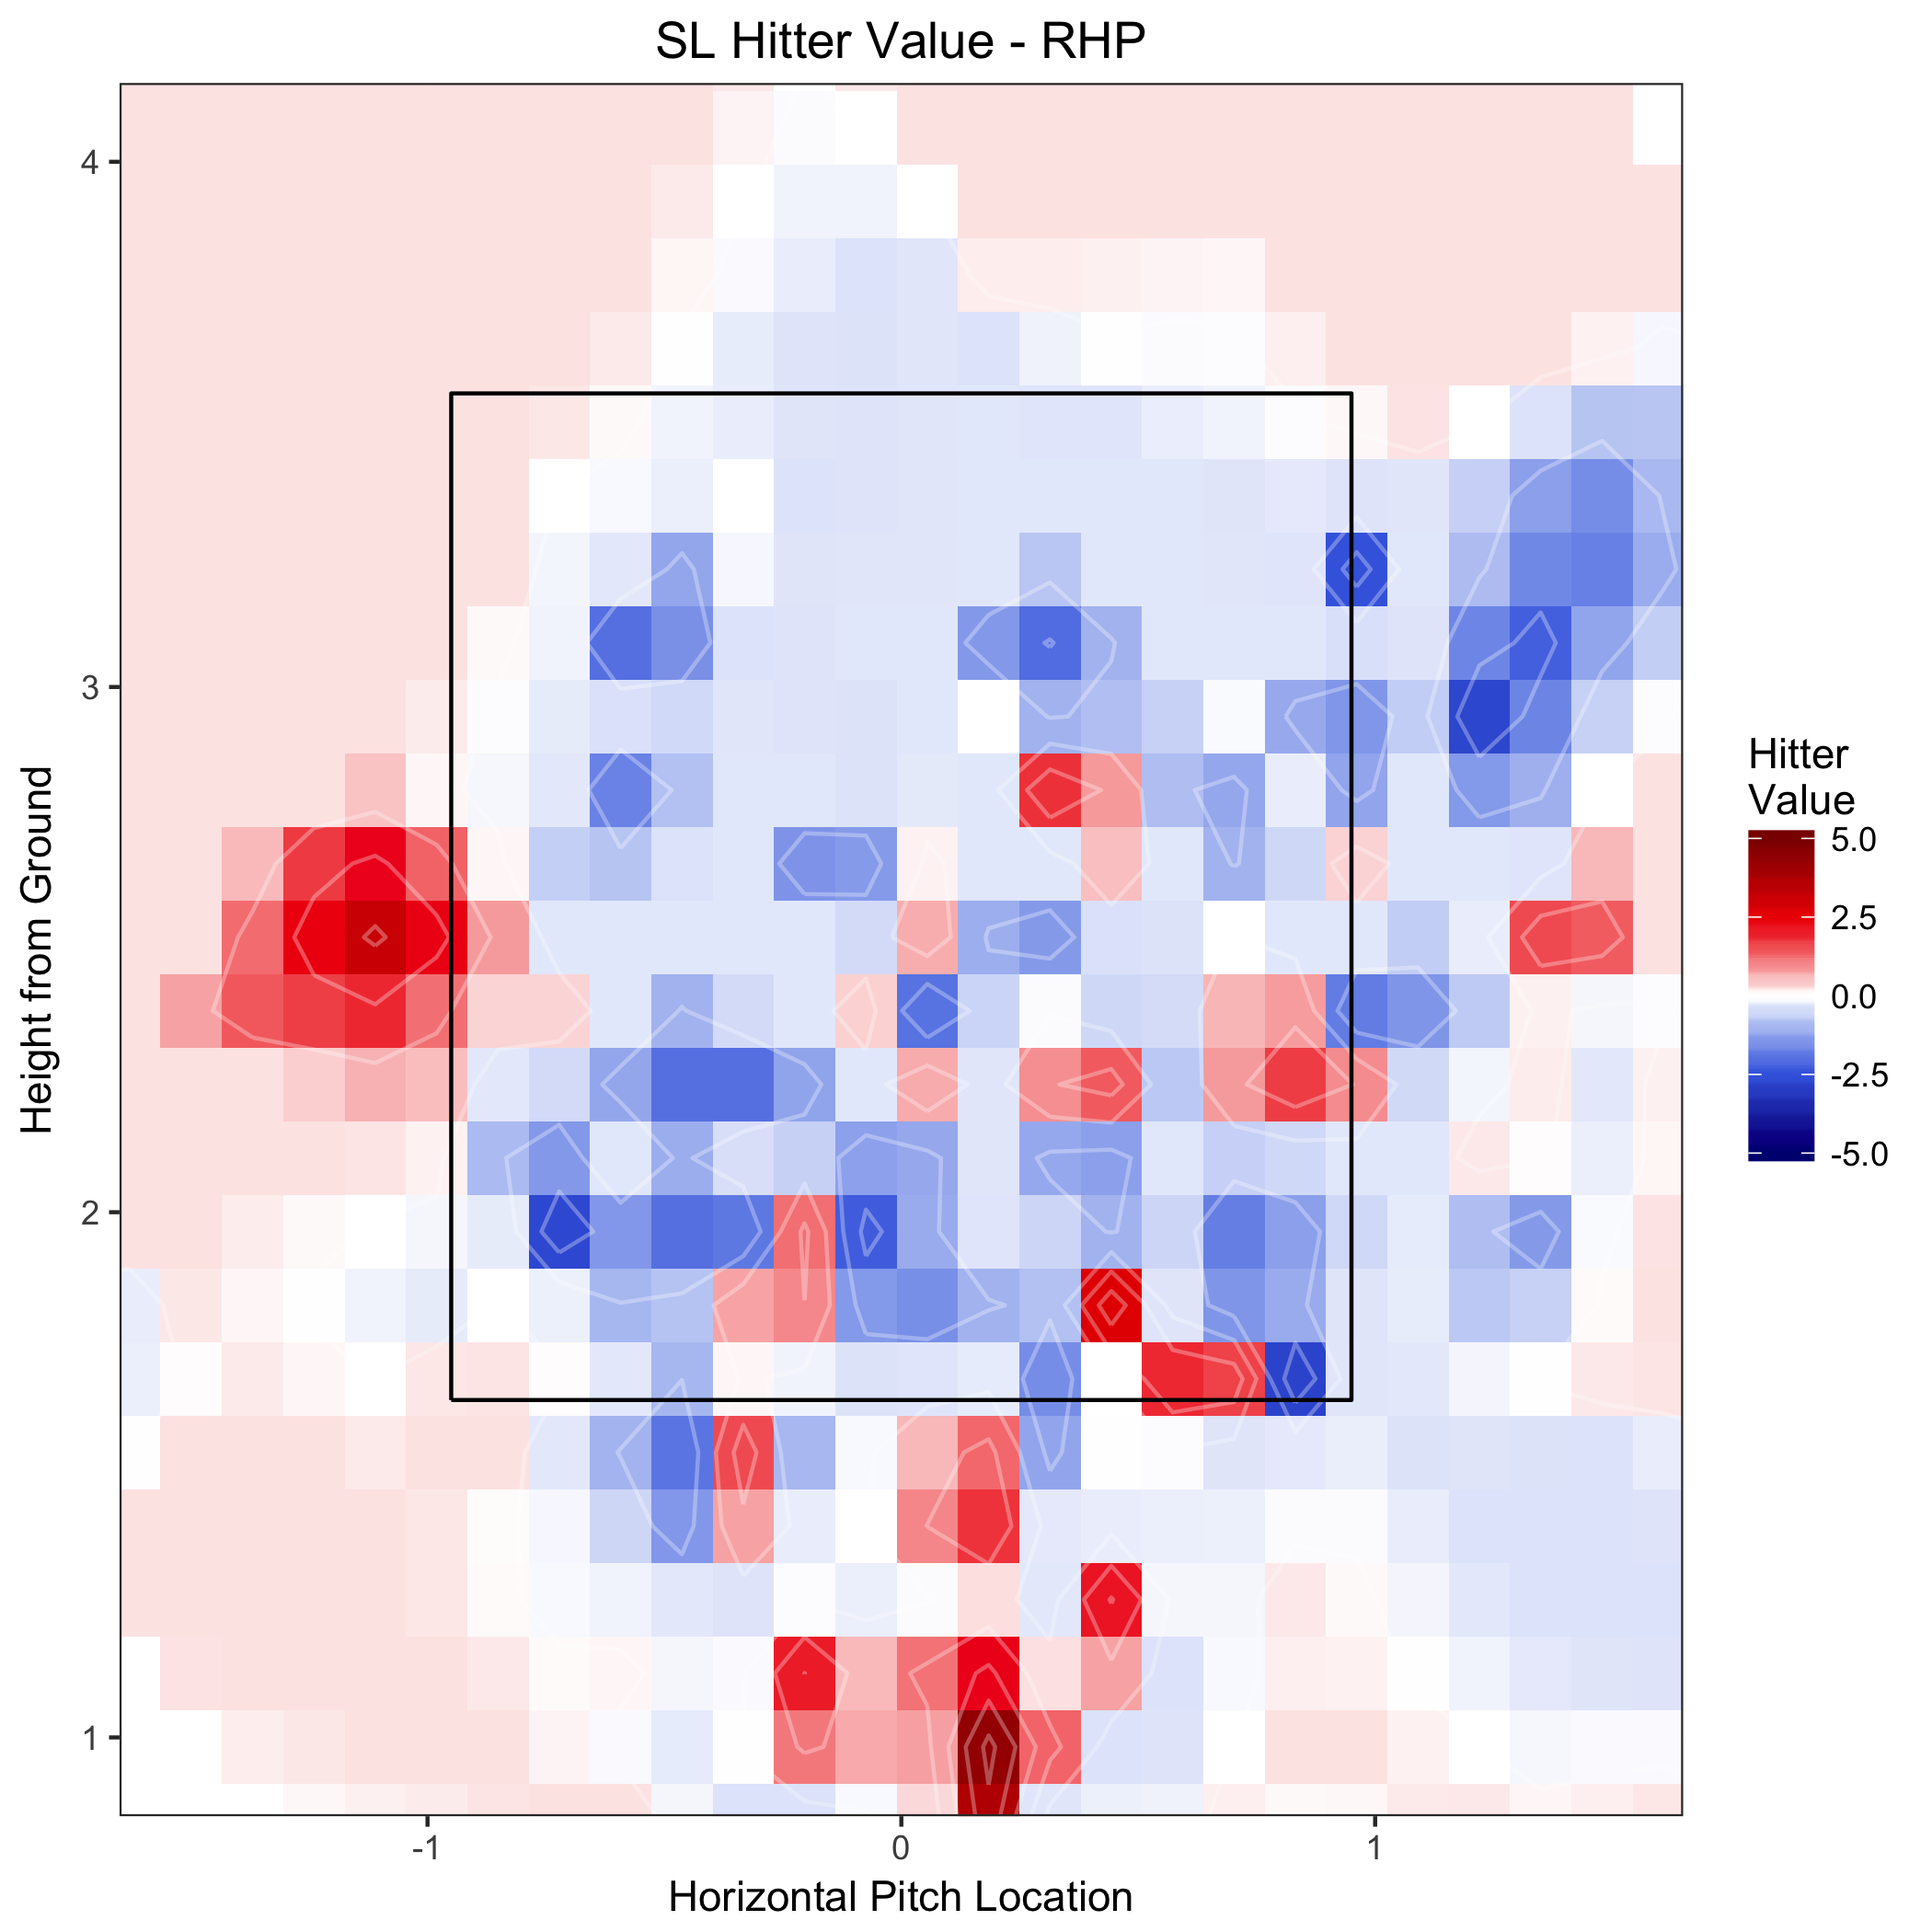 SL Hitter Value - RHP
4
3
2
1
Height from Ground
-1
0
1
Horizontal Pitch Location
Hitter
Value
5.0
2.5
0.0
-2.5
-5.0